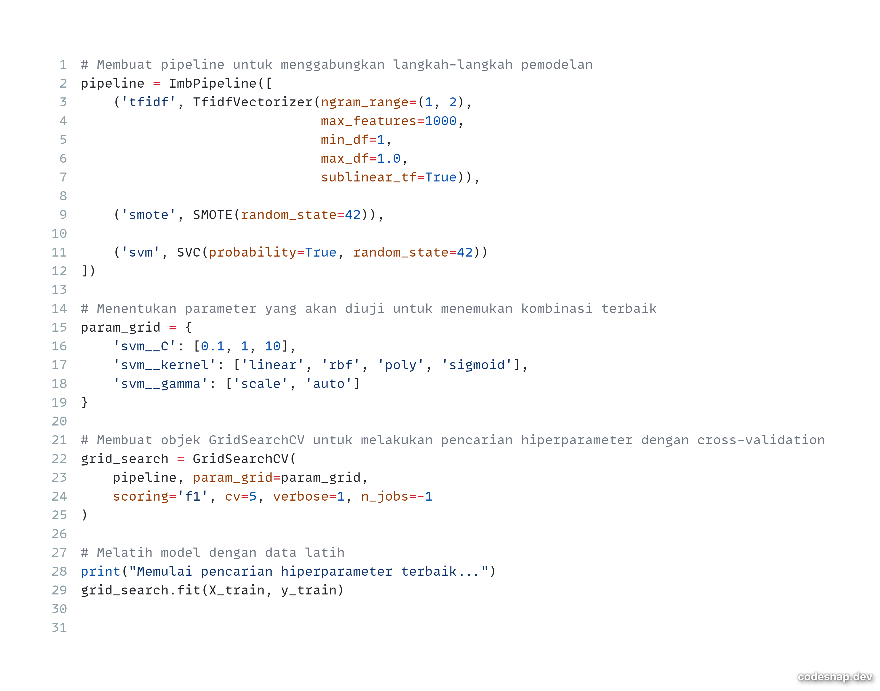 1 # Membuat pipeline untuk menggabungkan langkah-langkah pemodelan
2 pipeline = ImbPipeline([
3     ('tfidf', TfidfVectorizer(ngram_range=(1, 2),
4                               max_features=1000,
5                               min_df=1,
6                               max_df=1.0,
7                               sublinear_tf=True)),
8
9     ('smote', SMOTE(random_state=42)),
10
11     ('svm', SVC(probability=True, random_state=42))
12 ])
13
14 # Menentukan parameter yang akan diuji untuk menemukan kombinasi terbaik
15 param_grid = {
16     'svm__C': [0.1, 1, 10],
17     'svm__kernel': ['linear', 'rbf', 'poly', 'sigmoid'],
18     'svm__gamma': ['scale', 'auto']
19 }
20
21 # Membuat objek GridSearchCV untuk melakukan pencarian hiperparameter dengan cross-validation
22 grid_search = GridSearchCV(
23     pipeline, param_grid=param_grid,
24     scoring='f1', cv=5, verbose=1, n_jobs=-1
25 )
26
27 # Melatih model dengan data latih
28 print("Memulai pencarian hiperparameter terbaik...")
29 grid_search.fit(X_train, y_train)
30
31
codesnap.dev